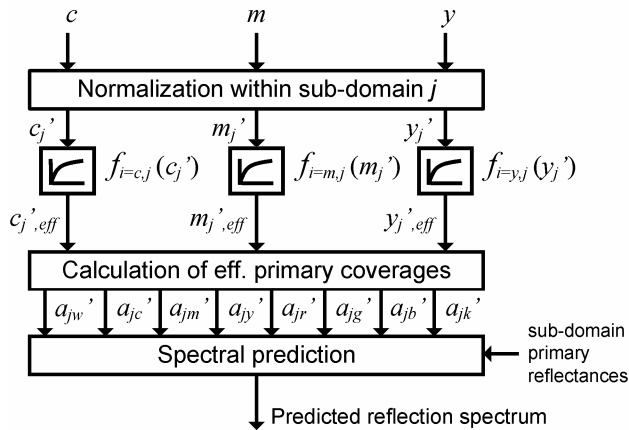 c m y
Normalization within sub-domain j
cj’ mj’ yj’
fi=c,j(cj’) fi=m,j(mj’) fi=y,j(yj’)
cj’,eff mj’,eff yj’,eff
Calculation of eff. primary coverages
ajw’ ajc’ ajm’ ajy’ ajr’ ajg’ ajb’ ajk’
Spectral prediction
sub-domain
primary
reflectances
Predicted reflection spectrum